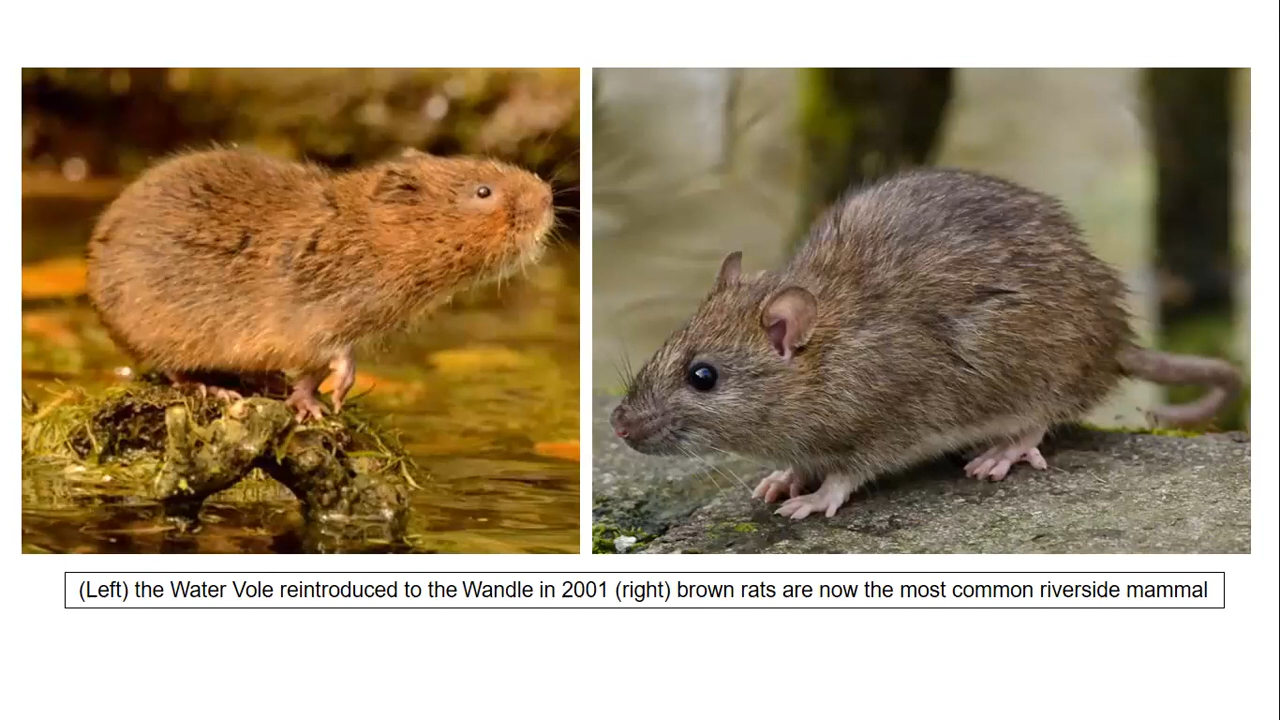 (Left) the Water Vole reintroduced to the Wandle in 2001 (right) brown rats are now the most common riverside mammal